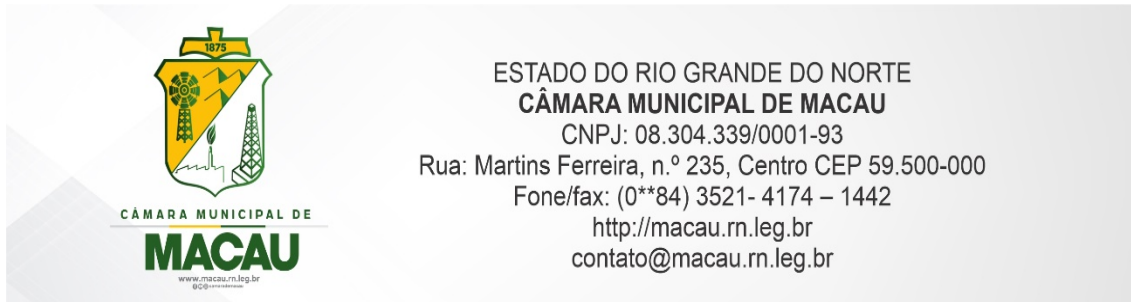 1875
CÂMARA MUNICIPAL DE
MACAU
www.macau.rn.leg.br
ESTADO DO RIO GRANDE DO NORTE
CÂMARA MUNICIPAL DE MACAU
CNPJ: 08.304.339/0001-93
Rua: Martins Ferreira, n.º 235, Centro CEP 59.500-000
Fone/fax: (0**84) 3521- 4174 – 1442
http://macau.rn.leg.br
contato@macau.rn.leg.br